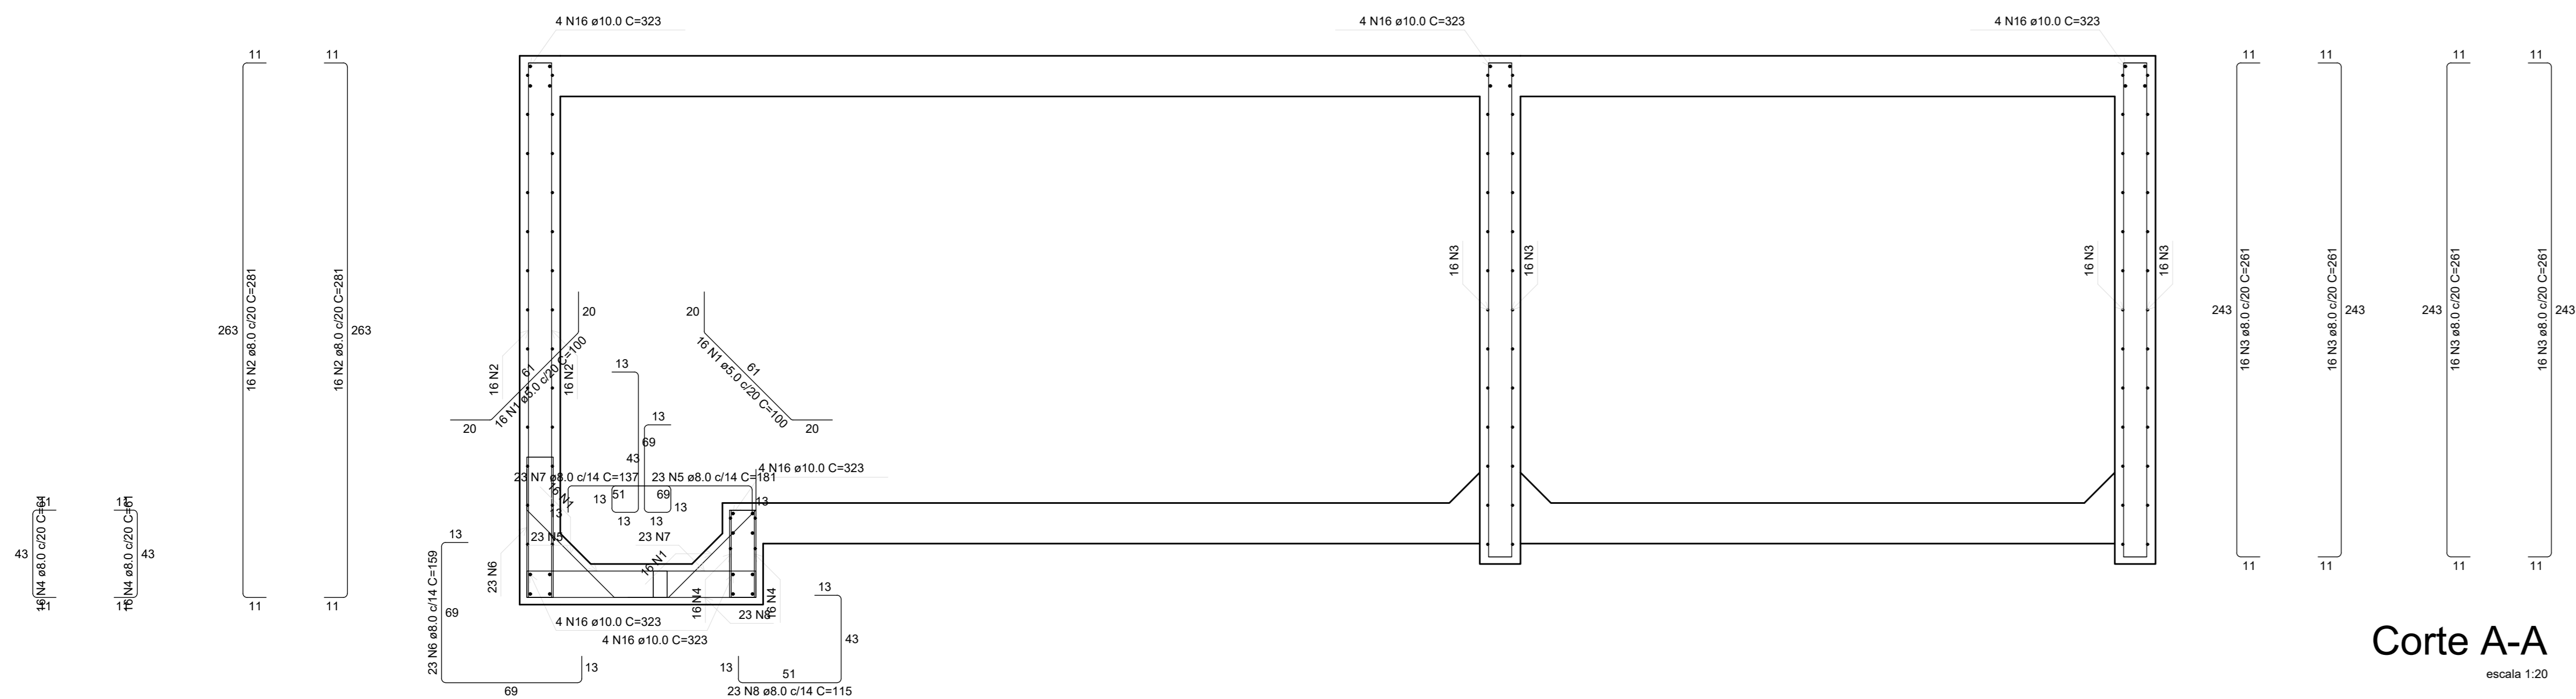 4 N16 ø10.0 C=323
4 N16 ø10.0 C=323
4 N16 ø10.0 C=323
11
11
11
11
11
11
263
16 N2 ø8.0 c/20 C=281
16 N2 ø8.0 c/20 C=281
263
11
11
11
11
43
16 N4 ø8.0 c/20 C=61
16 N4 ø8.0 c/20 C=61
43
11
11
16 N2
16 N2
20
61
16 N1 ø5.0 c/20 C=100
20
20
61
16 N1 ø5.0 c/20 C=100
20
13
13
69
43
23 N7 ø8.0 c/14 C=137
23 N5 ø8.0 c/14 C=181
4 N16 ø10.0 C=323
16 N1
13
51
69
13
13
13
13
13
23 N5
23 N7
16 N1
23 N6
16 N4
16 N4
23 N8
13
23 N6 ø8.0 c/14 C=159
69
13
69
4 N16 ø10.0 C=323
4 N16 ø10.0 C=323
13
43
13
51
23 N8 ø8.0 c/14 C=115
16 N3
16 N3
16 N3
16 N3
243
16 N3 ø8.0 c/20 C=261
16 N3 ø8.0 c/20 C=261
243
243
16 N3 ø8.0 c/20 C=261
16 N3 ø8.0 c/20 C=261
243
11
11
11
11
Corte A-A
escala 1:20